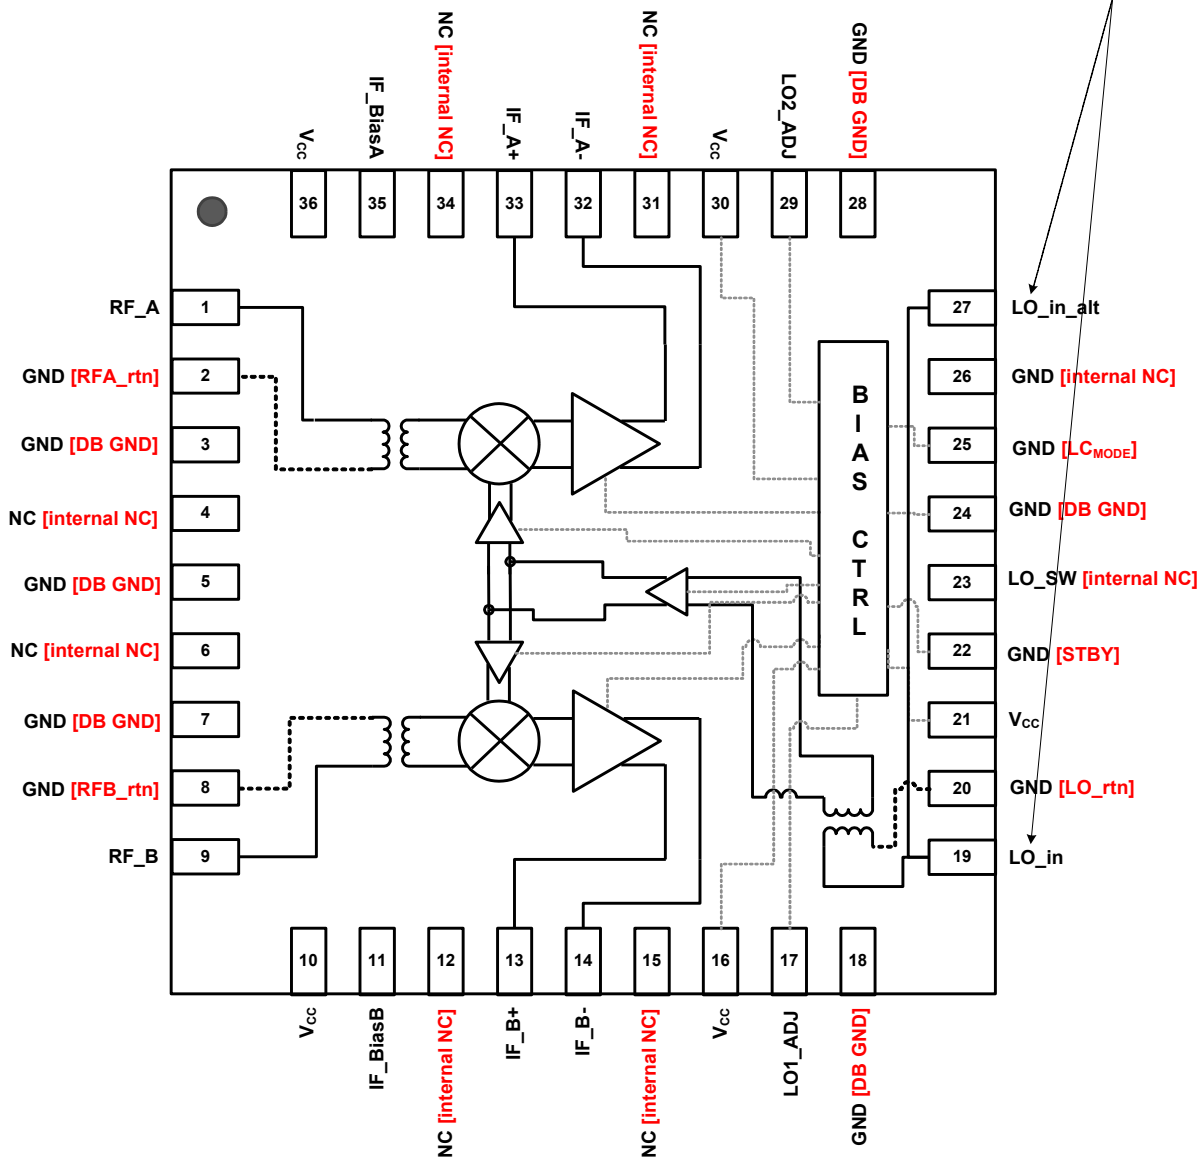 NC [internal NC]
NC [internal NC]
GND [DB GND]
IF_BiasA
LO2_ADJ
VCC
IF_A+
IF_A-
VCC
36
35
34
33
32
31
30
29
28
RF_A
1
27
LO_in_alt
GND [RFA_rtn]
2
26
GND [internal NC]
GND [DB GND]
3
25
GND [LCMODE]
NC [internal NC]
4
24
GND [DB GND]
GND [DB GND]
5
23
LO_SW [internal NC]
NC [internal NC]
6
22
GND [STBY]
GND [DB GND]
7
21
VCC
GND [RFB_rtn]
8
20
GND [LO_rtn]
RF_B
9
19
LO_in
BIAS CTRL
10
11
12
13
14
15
16
17
18
VCC
IF_BiasB
NC [internal NC]
IF_B+
IF_B-
NC [internal NC]
VCC
LO1_ADJ
GND [DB GND]